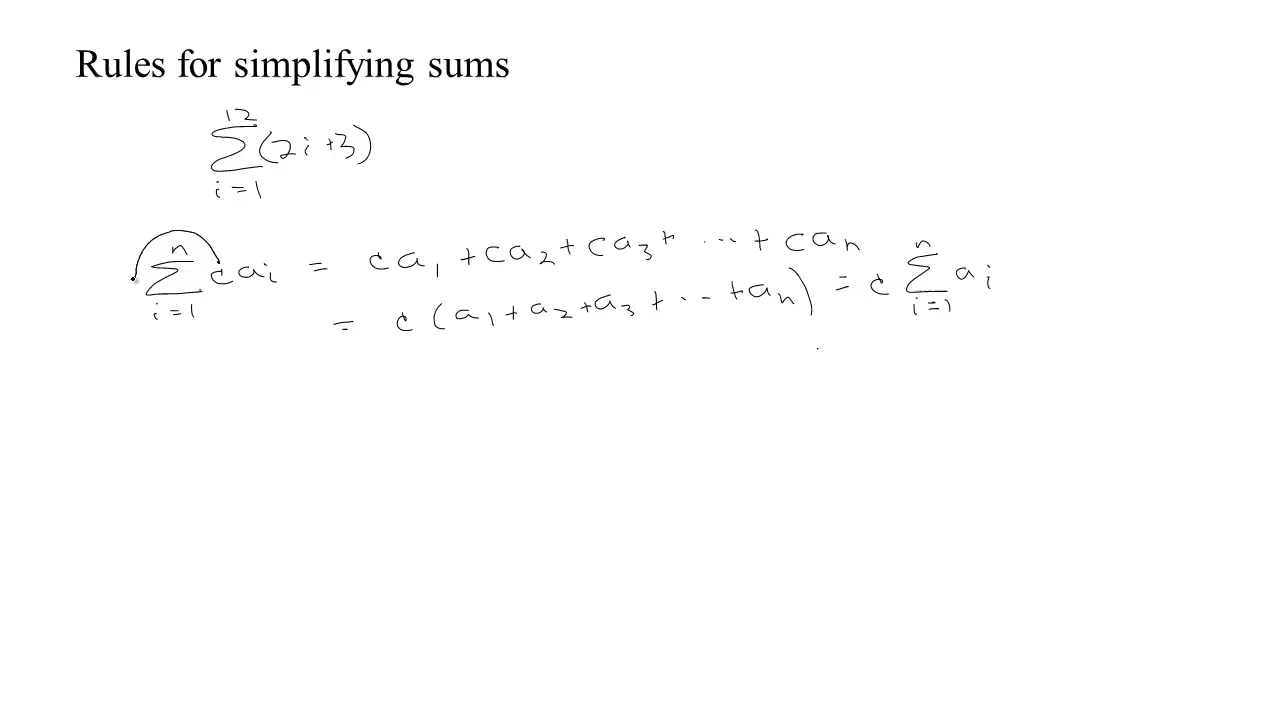 Rules for simplifying sums
12
∑(2i+3)
i=1
n
∑ cai = ca1 + ca2 + ca3 + ... + can
i=1
= c(a1 + a2 + a3 + ... + an) = c ∑ ai
n
i=1